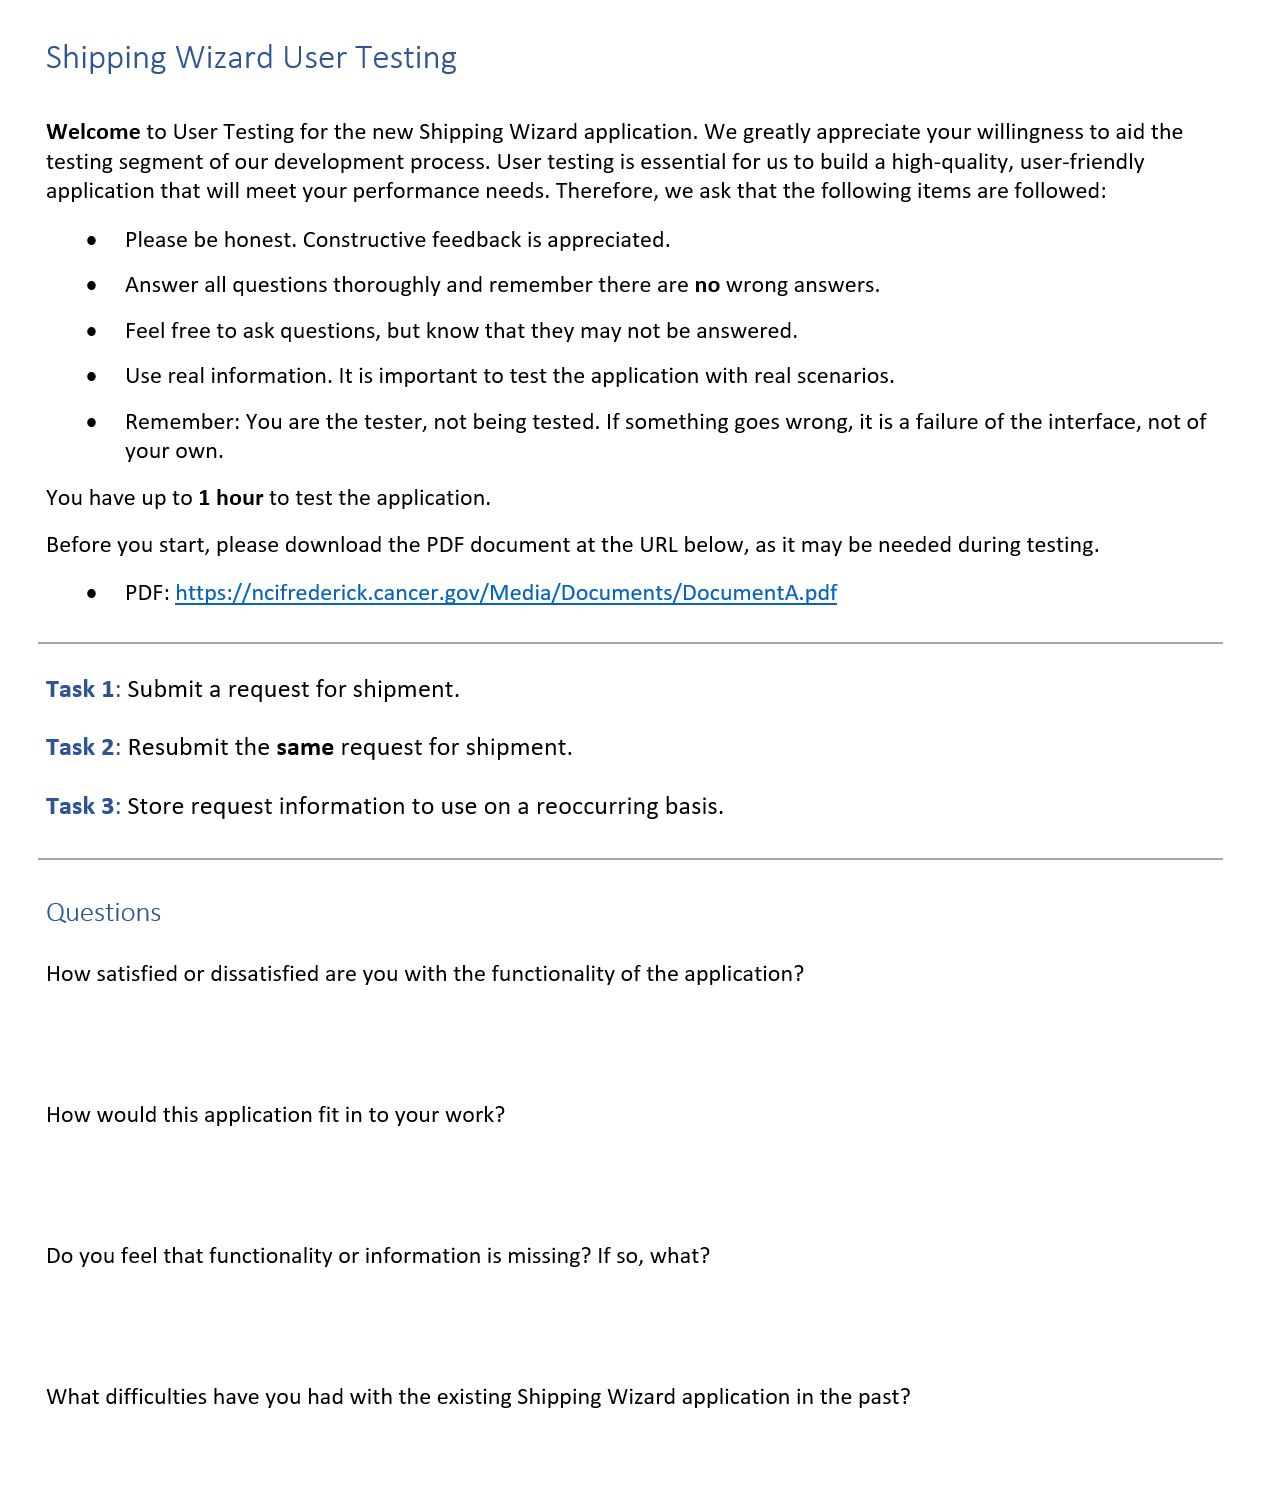 Shipping Wizard User Testing
Welcome to User Testing for the new Shipping Wizard application. We greatly appreciate your willingness to aid the
testing segment of our development process. User testing is essential for us to build a high-quality, user-friendly
application that will meet your performance needs. Therefore, we ask that the following items are followed:
• Please be honest. Constructive feedback is appreciated.
• Answer all questions thoroughly and remember there are no wrong answers.
• Feel free to ask questions, but know that they may not be answered.
• Use real information. It is important to test the application with real scenarios.
• Remember: You are the tester, not being tested. If something goes wrong, it is a failure of the interface, not of
your own.
You have up to 1 hour to test the application.
Before you start, please download the PDF document at the URL below, as it may be needed during testing.
• PDF: https://ncifrederick.cancer.gov/Media/Documents/DocumentA.pdf
Task 1: Submit a request for shipment.
Task 2: Resubmit the same request for shipment.
Task 3: Store request information to use on a reoccurring basis.
Questions
How satisfied or dissatisfied are you with the functionality of the application?
How would this application fit in to your work?
Do you feel that functionality or information is missing? If so, what?
What difficulties have you had with the existing Shipping Wizard application in the past?